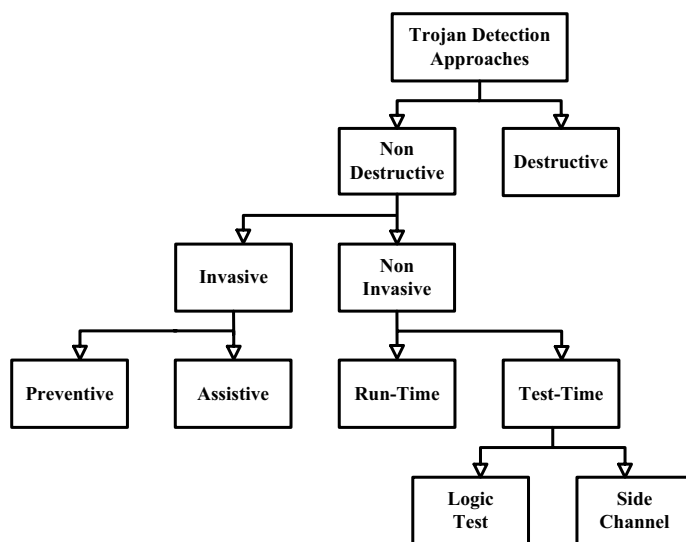 Trojan Detection
Approaches
Non
Destructive
Destructive
Invasive
Non
Invasive
Preventive
Assistive
Run-Time
Test-Time
Logic
Test
Side
Channel